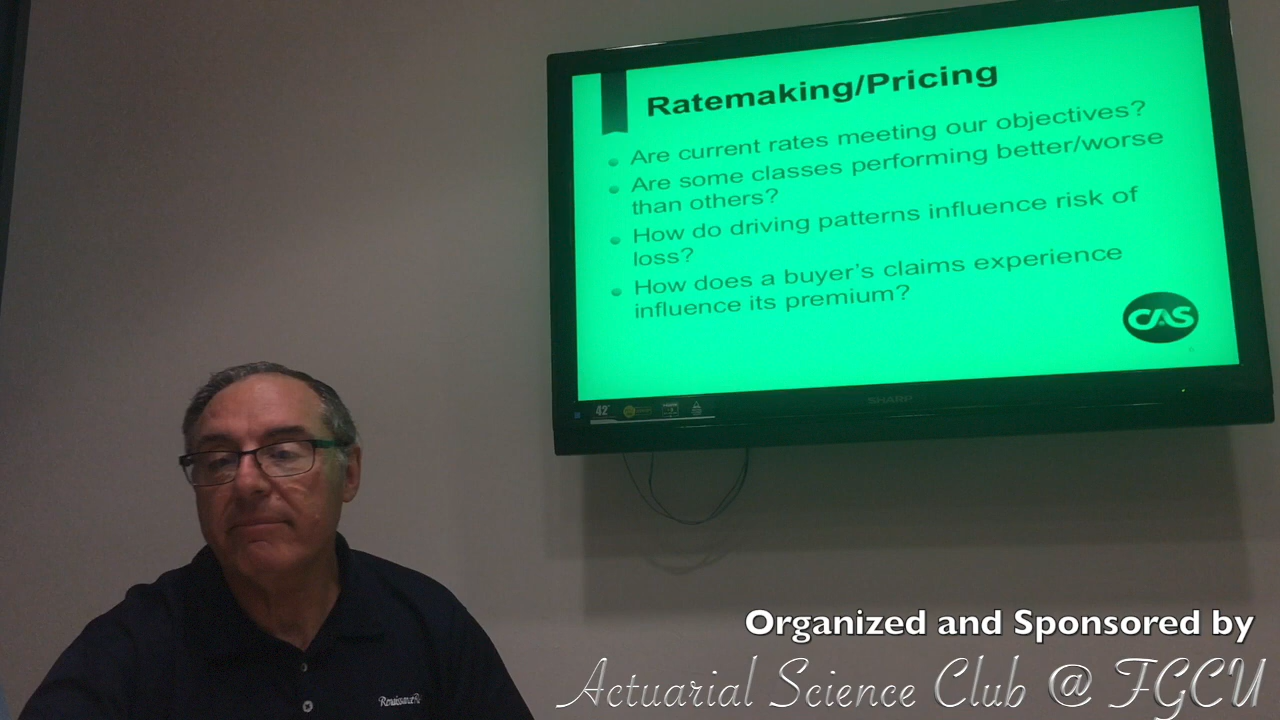 Ratemaking/Pricing
Are current rates meeting our objectives?
Are some classes performing better/worse
than others?
How do driving patterns influence risk of
loss?
How does a buyer's claims experience
influence its premium?
CAS
42"
SHARP
Organized and Sponsored by
Actuarial Science Club @ FGCU